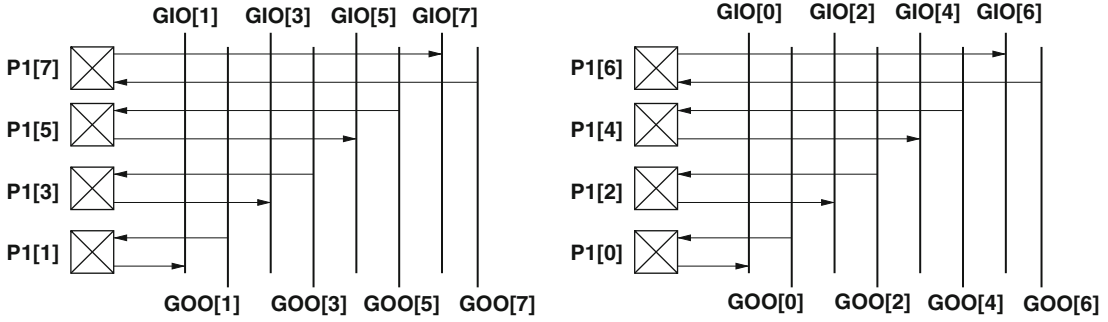 GIO[1] GIO[3] GIO[5] GIO[7]
P1[7]
P1[5]
P1[3]
P1[1]
GOO[1] GOO[3] GOO[5] GOO[7]
GIO[0] GIO[2] GIO[4] GIO[6]
P1[6]
P1[4]
P1[2]
P1[0]
GOO[0] GOO[2] GOO[4] GOO[6]